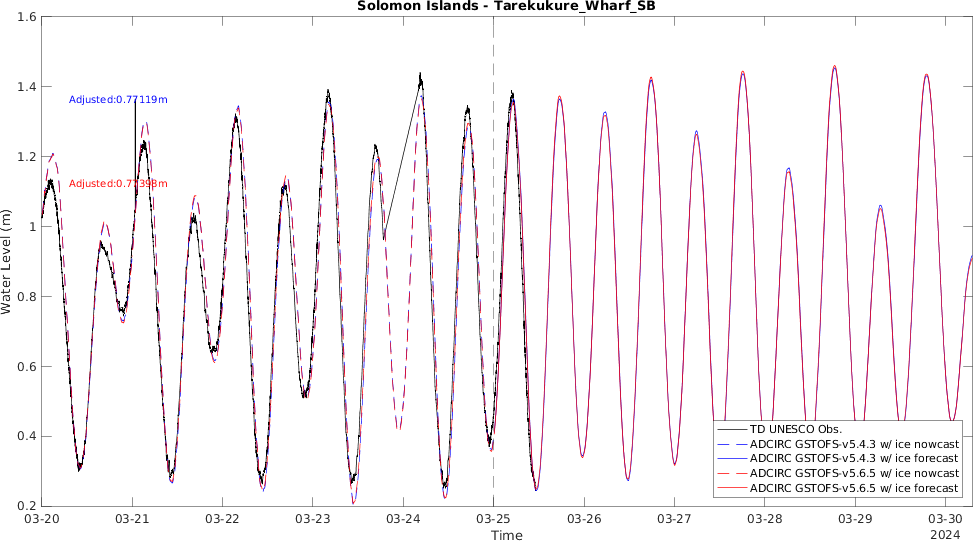 Solomon Islands - Tarekukure_Wharf_SB
1.6
1.4
1.2
1
0.8
0.6
0.4
0.2
Water Level (m)
Adjusted:0.77119m
Adjusted:0.77393m
TD UNESCO Obs.
ADCIRC GSTOFS-v5.4.3 w/ ice nowcast
ADCIRC GSTOFS-v5.4.3 w/ ice forecast
ADCIRC GSTOFS-v5.6.5 w/ ice nowcast
ADCIRC GSTOFS-v5.6.5 w/ ice forecast
03-20 03-21 03-22 03-23 03-24 03-25 03-26 03-27 03-28 03-29 03-30
2024
Time